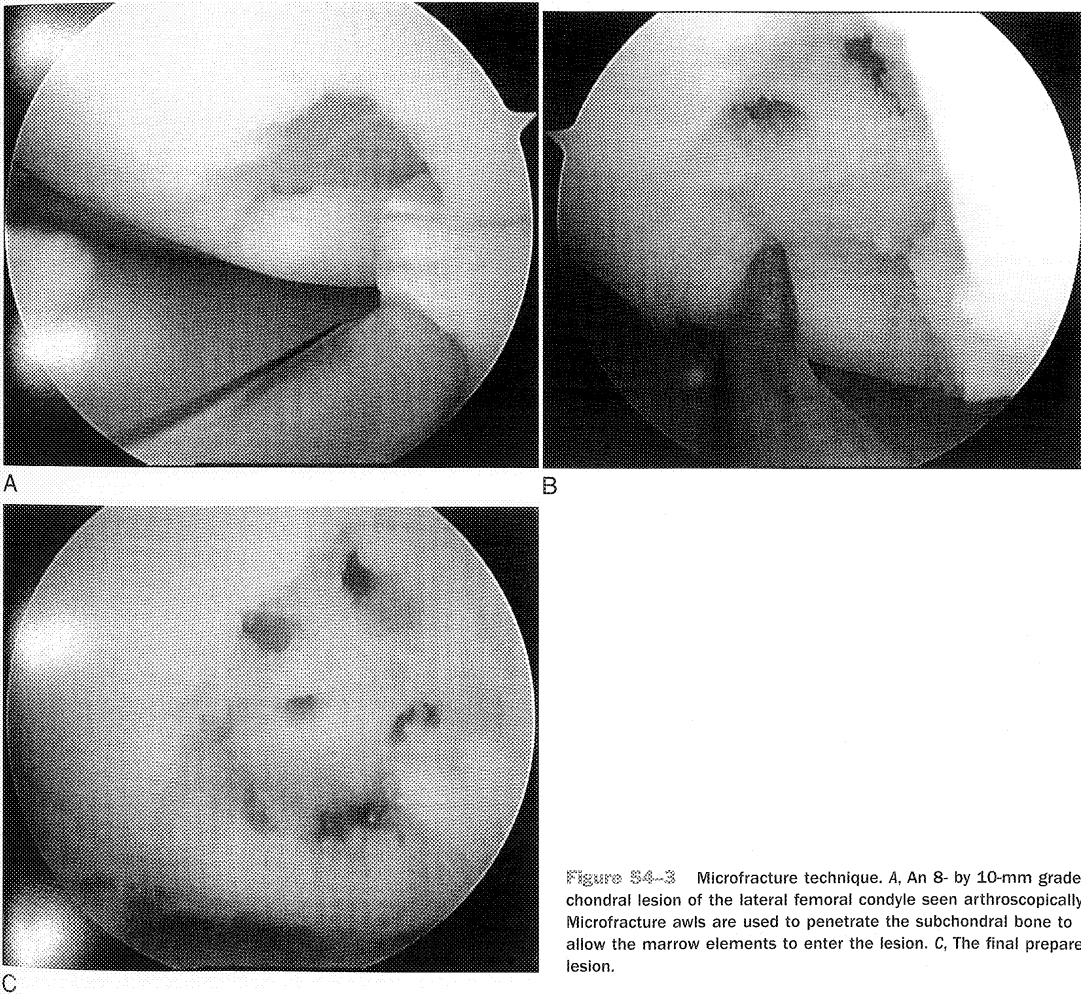 A
B
C
Figure 54–3 Microfracture technique. A, An 8- by 10-mm grade
chondral lesion of the lateral femoral condyle seen arthroscopically
Microfracture awls are used to penetrate the subchondral bone to
allow the marrow elements to enter the lesion. C, The final prepare
lesion.